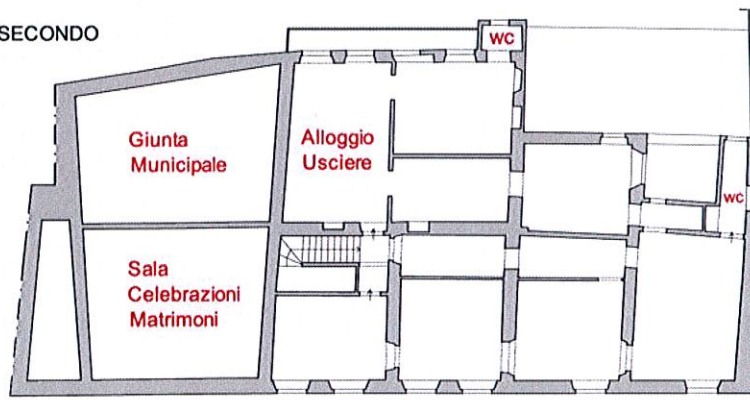 SECONDO
WC
Giunta
Municipale
Alloggio
Usciere
WC
Sala
Celebrazioni
Matrimoni